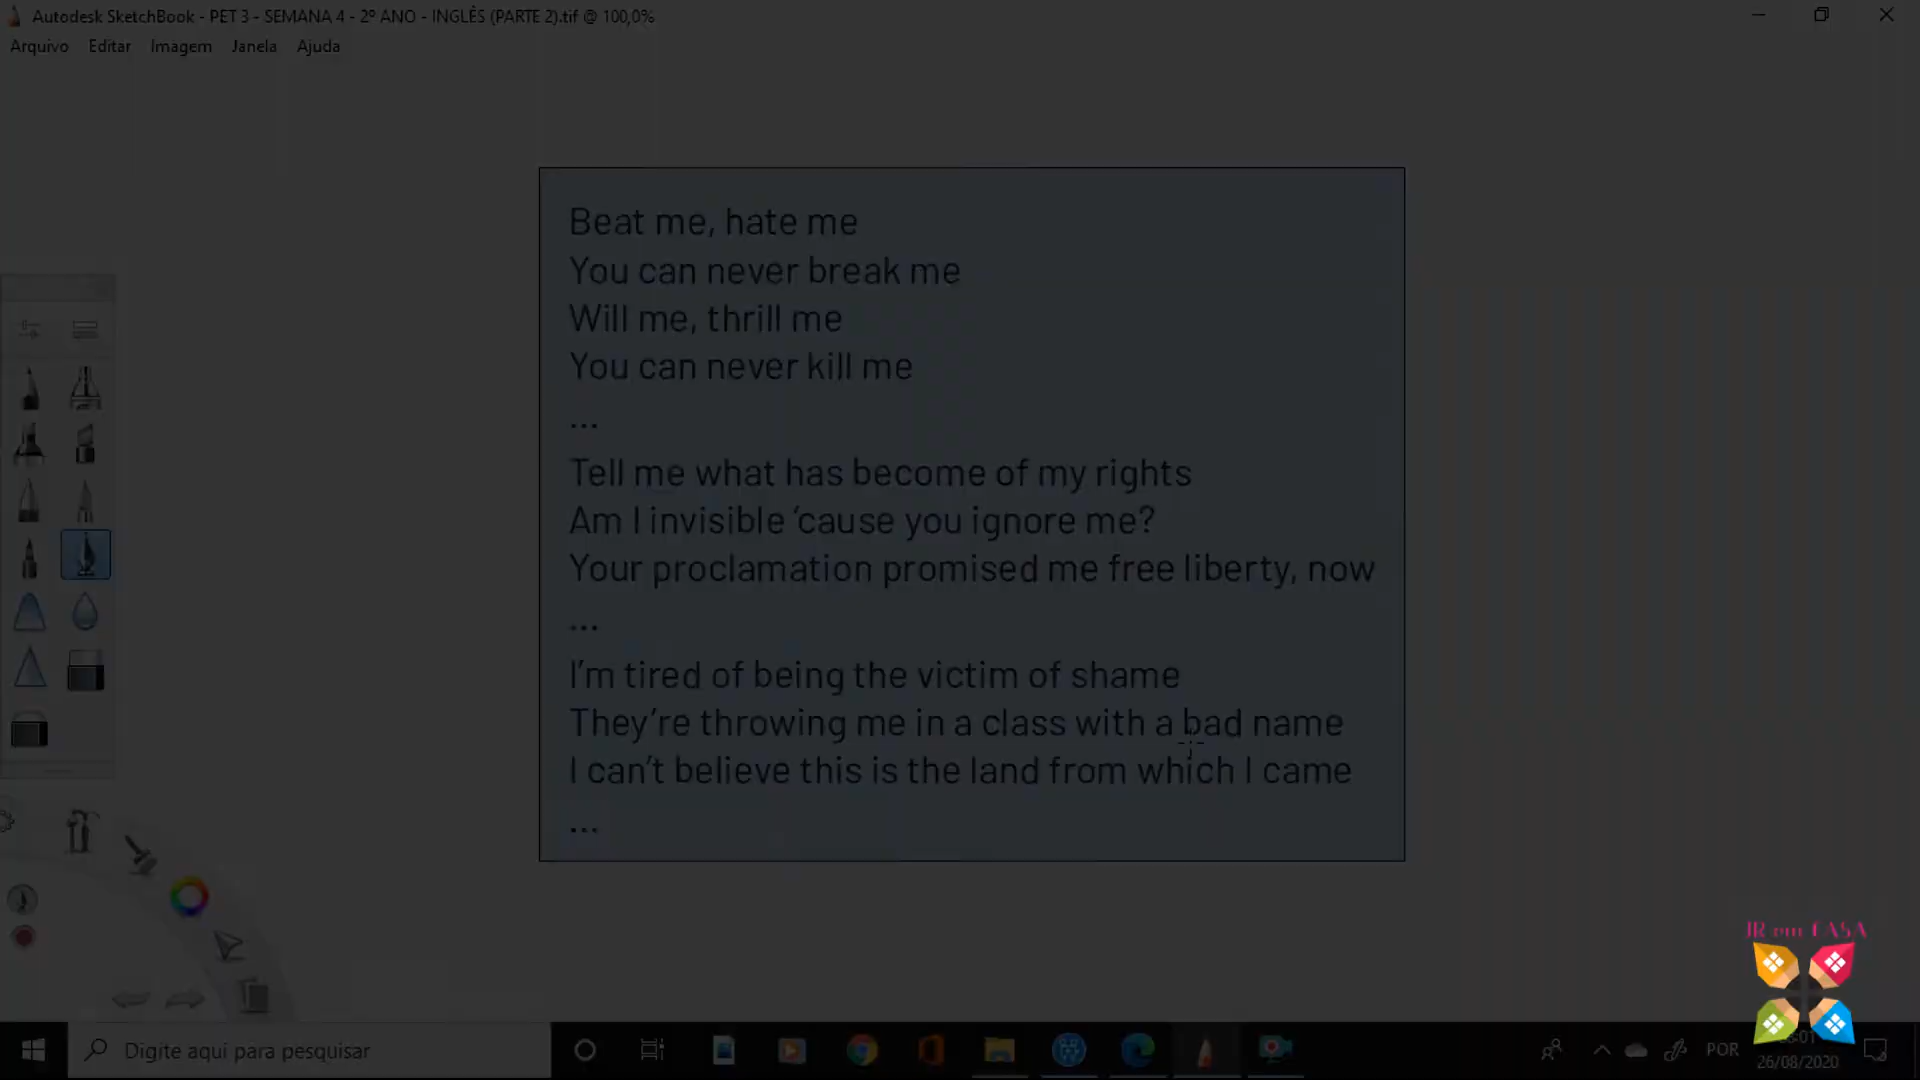 Autodesk SketchBook - PET 3 - SEMANA 4 - 2º ANO - INGLÊS (PARTE 2).tif @ 100,0%
Arquivo Editar Imagem Janela Ajuda
Beat me, hate me
You can never break me
Will me, thrill me
You can never kill me
...
Tell me what has become of my rights
Am I invisible ‘cause you ignore me?
Your proclamation promised me free liberty, now
...
I’m tired of being the victim of shame
They’re throwing me in a class with a bad name
I can’t believe this is the land from which I came
...
JR em CASA
Digite aqui para pesquisar
POR
26/08/2020